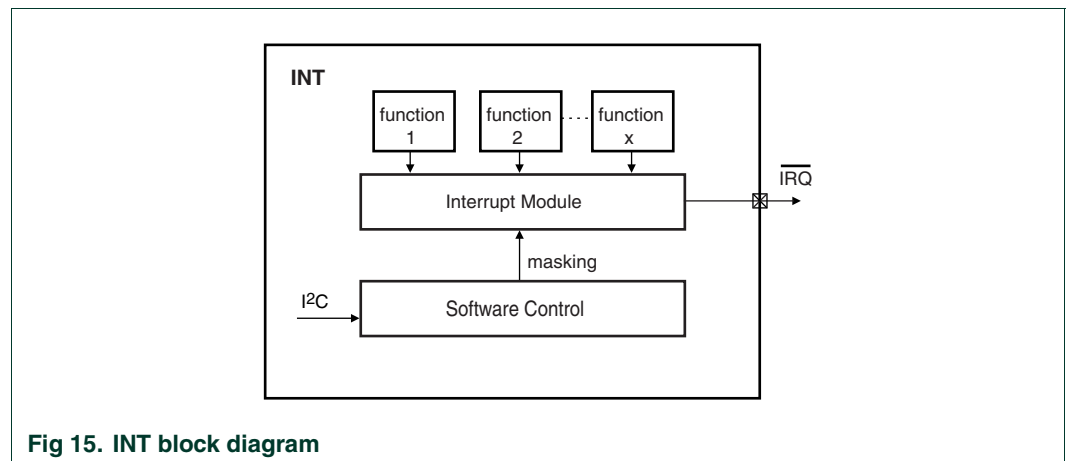 INT
function
1
function
2
function
x
Interrupt Module
IRQ
masking
I2C
Software Control
Fig 15. INT block diagram